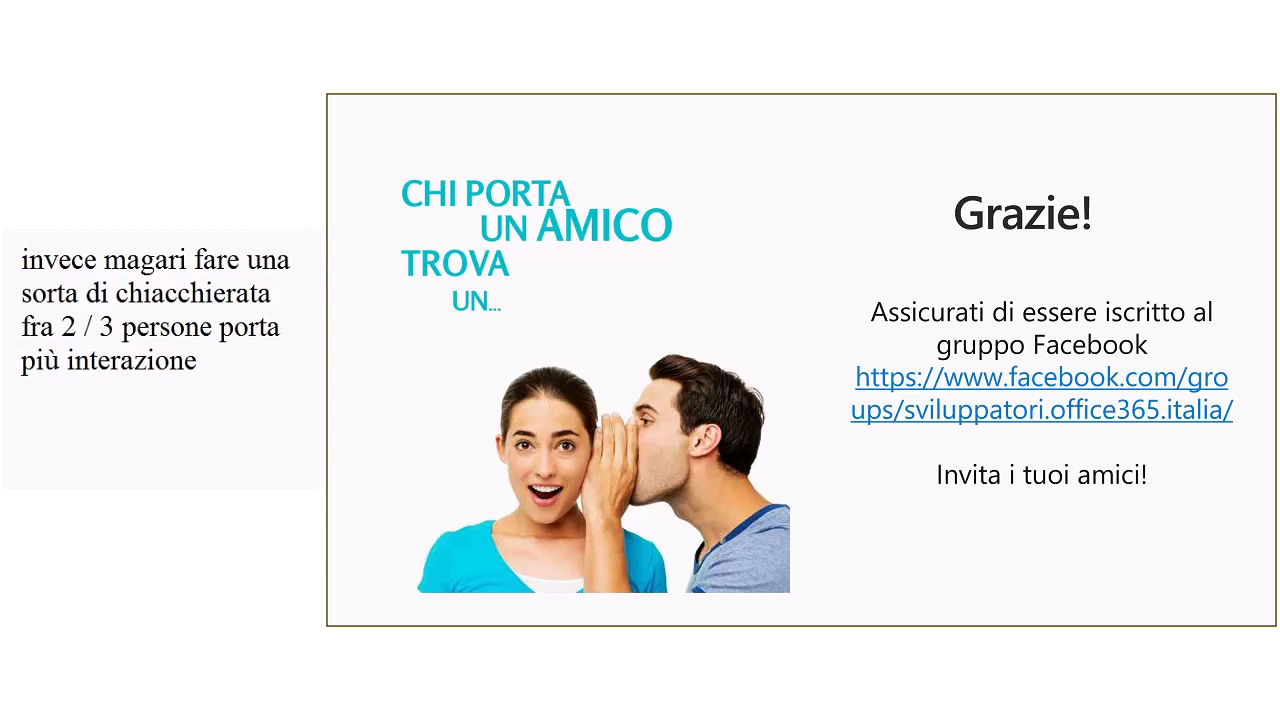 invece magari fare una
sorta di chiacchierata
fra 2 / 3 persone porta
più interazione
CHI PORTA
UN AMICO
TROVA
UN...
Grazie!
Assicurati di essere iscritto al
gruppo Facebook
https://www.facebook.com/gro
ups/sviluppatori.office365.italia/
Invita i tuoi amici!